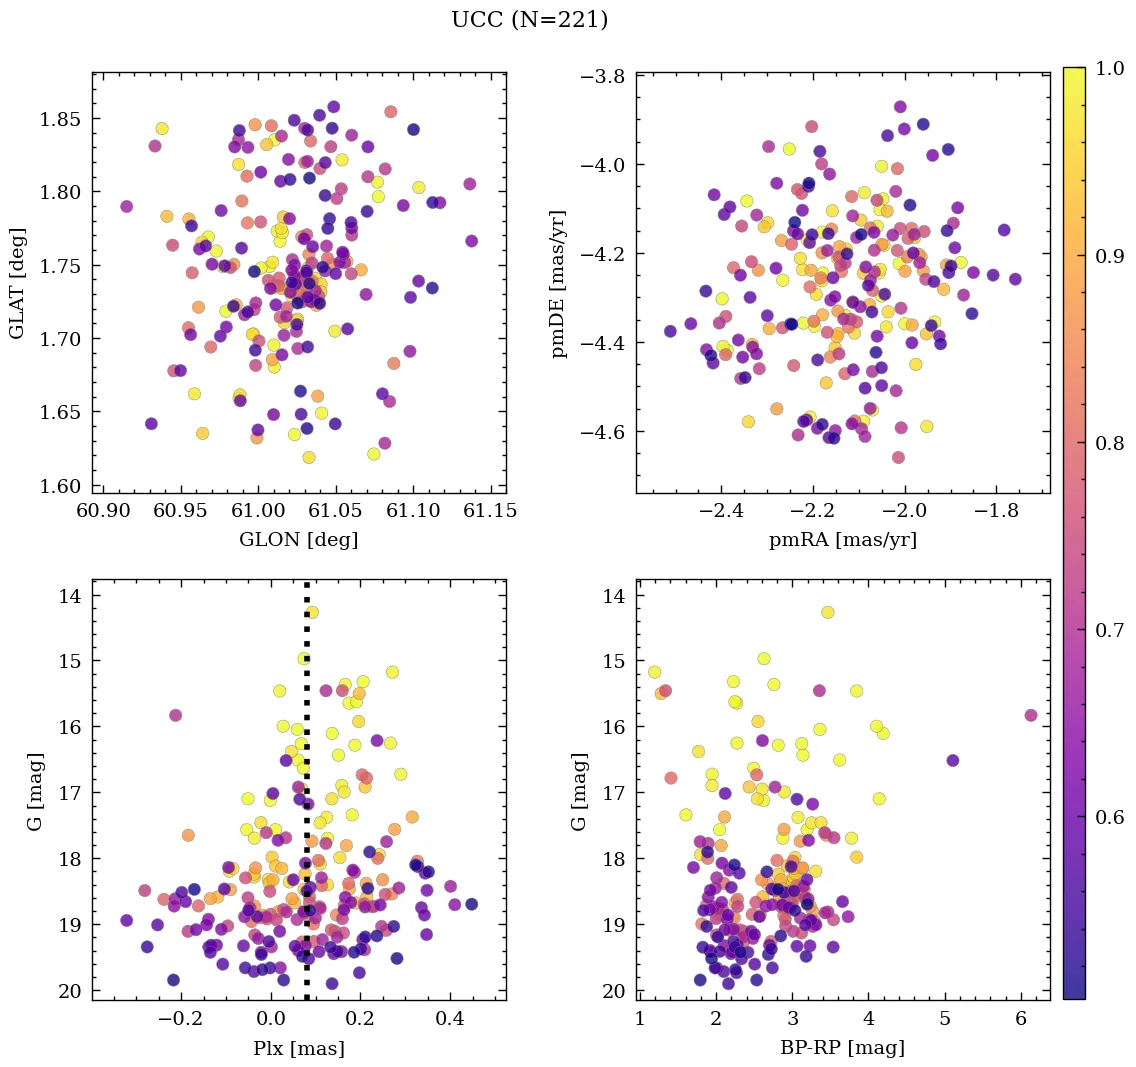 UCC (N=221)
1.85
1.80
1.75
1.70
1.65
1.60
GLAT [deg]
60.90 60.95 61.00 61.05 61.10 61.15
GLON [deg]
−3.8
−4.0
−4.2
−4.4
−4.6
pmDE [mas/yr]
−2.4 −2.2 −2.0 −1.8
pmRA [mas/yr]
14
15
16
17
18
19
20
G [mag]
−0.2 0.0 0.2 0.4
Plx [mas]
14
15
16
17
18
19
20
G [mag]
1 2 3 4 5 6
BP-RP [mag]
1.0
0.9
0.8
0.7
0.6